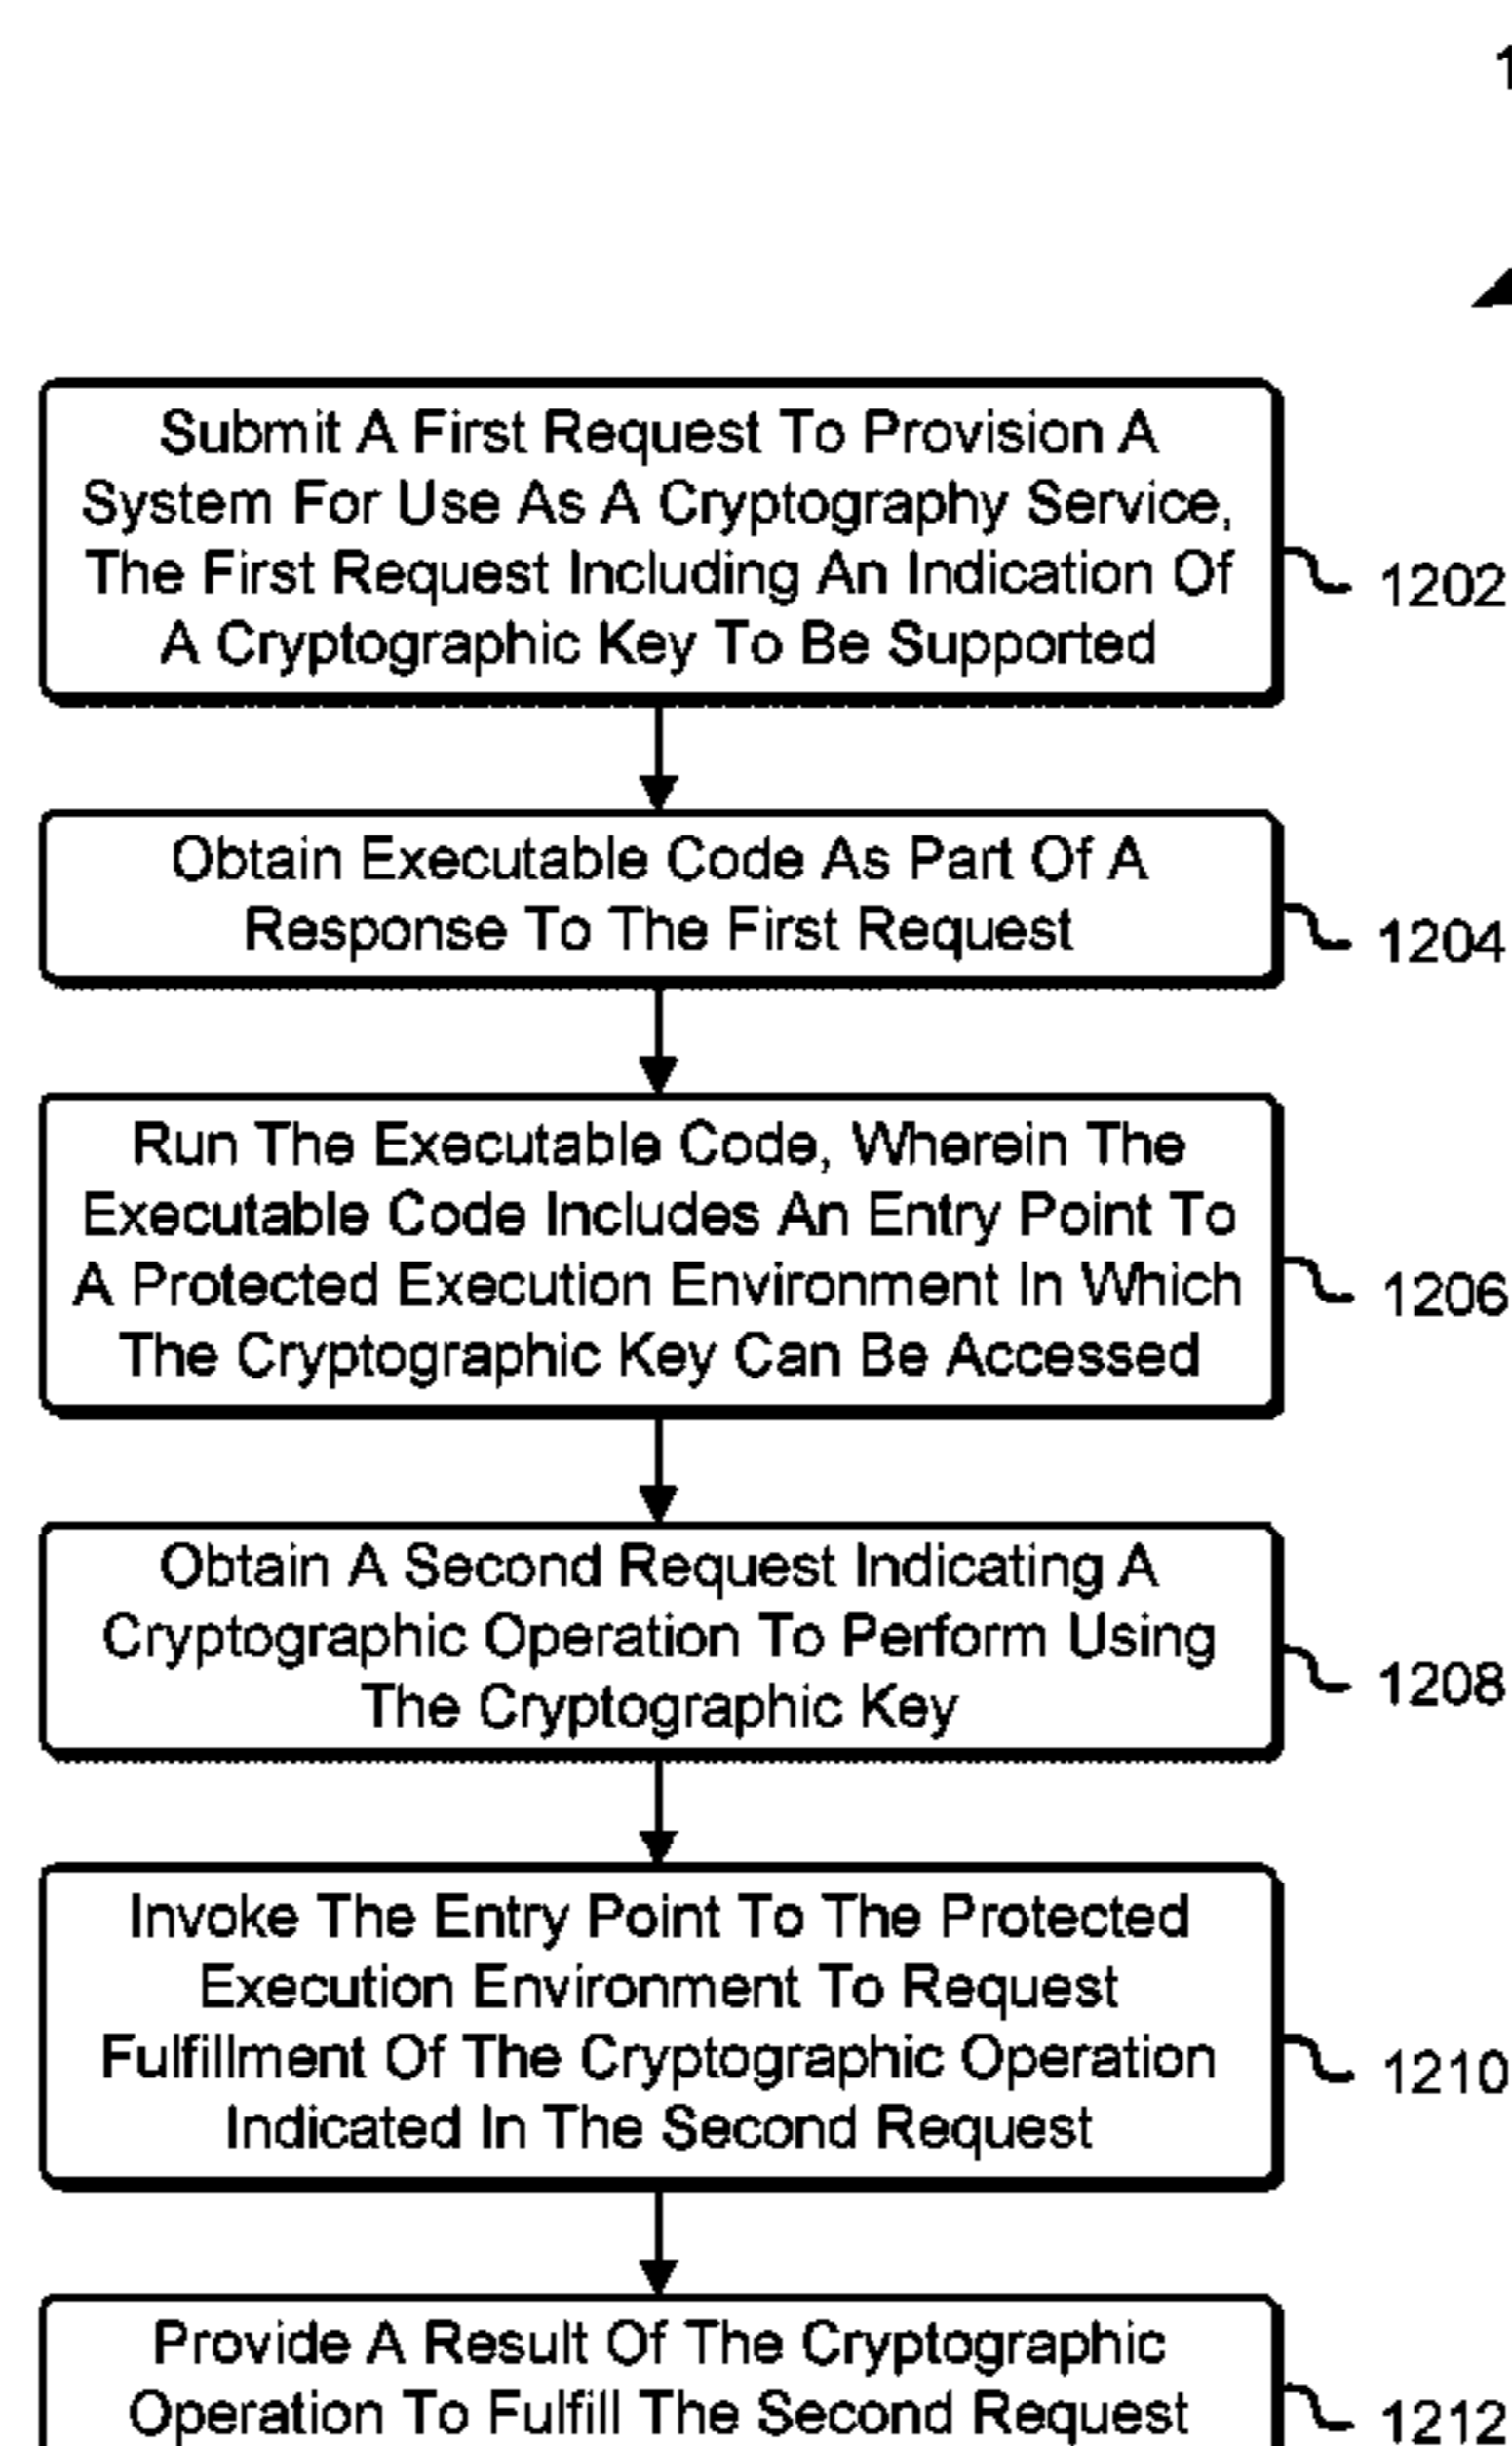 Submit A First Request To Provision A
System For Use As A Cryptography Service,
The First Request Including An Indication Of
A Cryptographic Key To Be Supported
1202
Obtain Executable Code As Part Of A
Response To The First Request
1204
Run The Executable Code, Wherein The
Executable Code Includes An Entry Point To
A Protected Execution Environment In Which
The Cryptographic Key Can Be Accessed
1206
Obtain A Second Request Indicating A
Cryptographic Operation To Perform Using
The Cryptographic Key
1208
Invoke The Entry Point To The Protected
Execution Environment To Request
Fulfillment Of The Cryptographic Operation
Indicated In The Second Request
1210
Provide A Result Of The Cryptographic
Operation To Fulfill The Second Request
1212